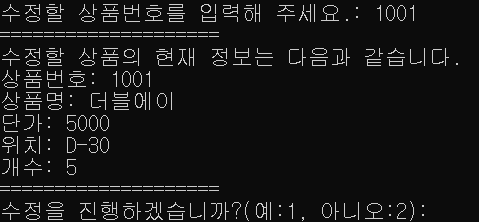 수정할 상품번호를 입력해 주세요.: 1001
====================
수정할 상품의 현재 정보는 다음과 같습니다.
상품번호: 1001
상품명: 더블에이
단가: 5000
위치: D-30
개수: 5
====================
수정을 진행하겠습니까?(예:1, 아니오:2):